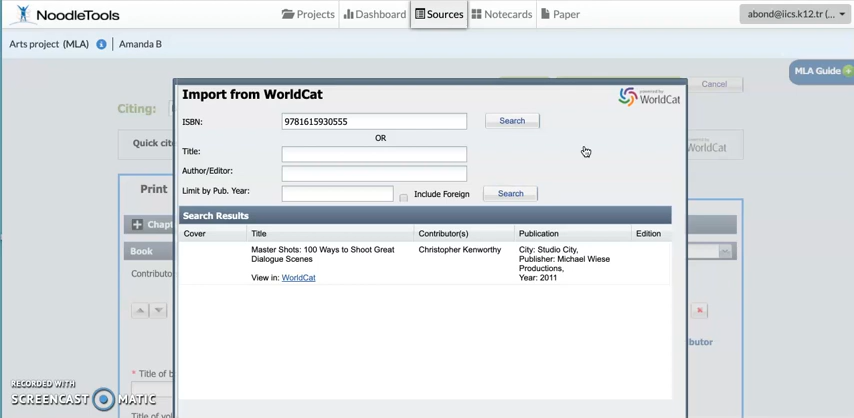 NoodleTools
Projects
Dashboard
Sources
Notecards
Paper
abond@iics.k12.tr (...
Arts project (MLA)
Amanda B
MLA Guide
Import from WorldCat
powered by
WorldCat
Cancel
Citing:
ISBN:
9781615930555
Search
OR
Quick cit
WorldCat
Title:
Author/Editor:
Limit by Pub. Year:
Include Foreign
Search
Print
Search Results
Chapt
Cover
Title
Contributor(s)
Publication
Edition
Book
Master Shots: 100 Ways to Shoot Great
Dialogue Scenes
Christopher Kenworthy
City: Studio City,
Publisher: Michael Wiese
Productions,
Year: 2011
View in: WorldCat
Contributo
butor
* Title of b
RECORDED WITH
SCREENCAST MATIC
Title of vol